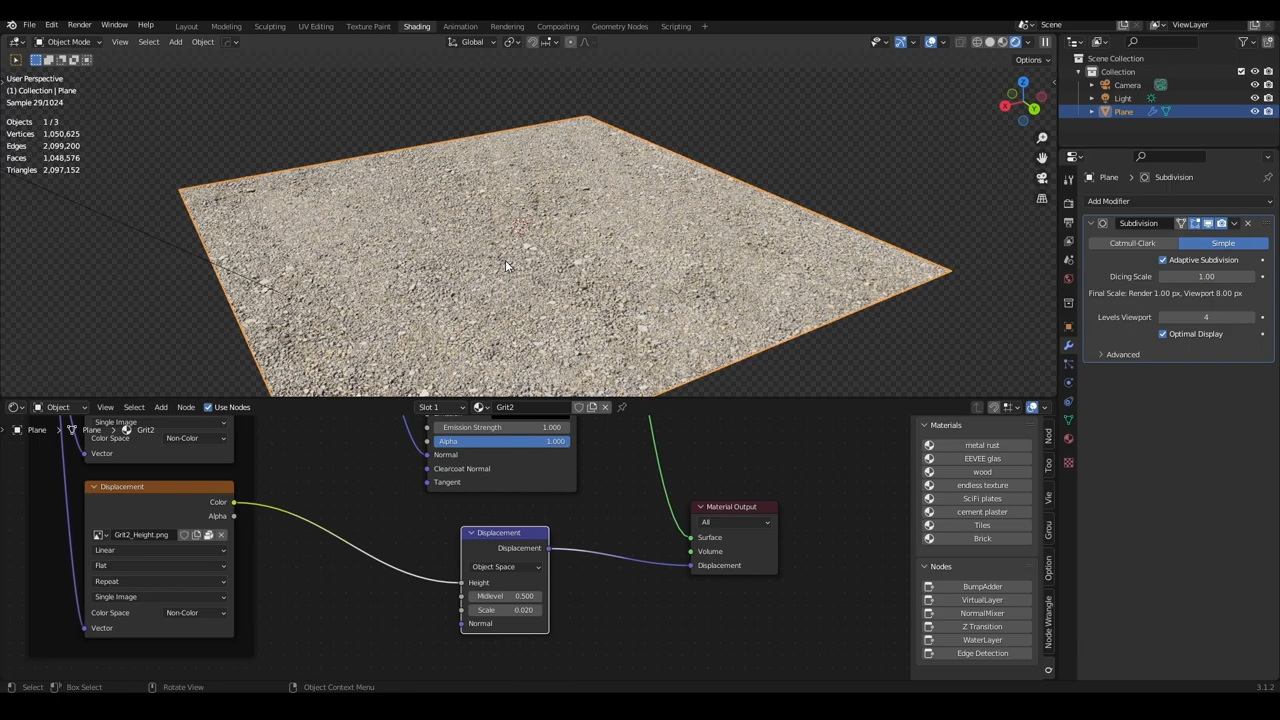 File Edit Render Window Help Layout Modeling Sculpting UV Editing Texture Paint Shading Animation Rendering Compositing Geometry Nodes Scripting + Scene ViewLayer
Object Mode View Select Add Object Global
Options
User Perspective
(1) Collection | Plane
Sample 29/1024
Objects 1 / 3
Vertices 1,050,625
Edges 2,099,200
Faces 1,048,576
Triangles 2,097,152
X
Y
Z
Scene Collection
Collection
Camera
Light
Plane
Plane Subdivision
Add Modifier
Subdivision
Catmull-Clark Simple
Adaptive Subdivision
Dicing Scale 1.00
Final Scale: Render 1.00 px, Viewport 8.00 px
Levels Viewport 4
Optimal Display
Advanced
Object View Select Add Node Use Nodes Slot 1 Grit2
Plane Plane Grit2
Single Image
Color Space Non-Color
Vector
Displacement
Color
Alpha
Grit2_Height.png
Linear
Flat
Repeat
Single Image
Color Space Non-Color
Vector
Emission Strength 1.000
Alpha 1.000
Normal
Clearcoat Normal
Tangent
Displacement
Displacement
Object Space
Height
Midlevel 0.500
Scale 0.020
Normal
Material Output
All
Surface
Volume
Displacement
Materials
metal rust
EEVEE glas
wood
endless texture
SciFi plates
cement plaster
Tiles
Brick
Nodes
BumpAdder
VirtualLayer
NormalMixer
Z Transition
WaterLayer
Edge Detection
Nod
Too
Vie
Grou
Option
Node Wrangle
Select Box Select Rotate View Object Context Menu 3.1.2